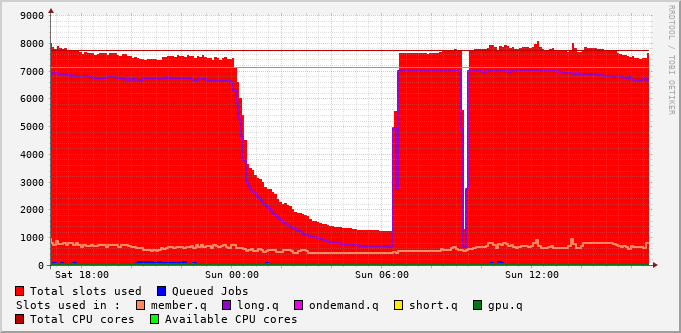 RRDTOOL / TOBI OETIKER
9000
8000
7000
6000
5000
4000
3000
2000
1000
0
Sat 18:00 Sun 00:00 Sun 06:00 Sun 12:00
Total slots used Queued Jobs
Slots used in : member.q long.q ondemand.q short.q gpu.q
Total CPU cores Available CPU cores